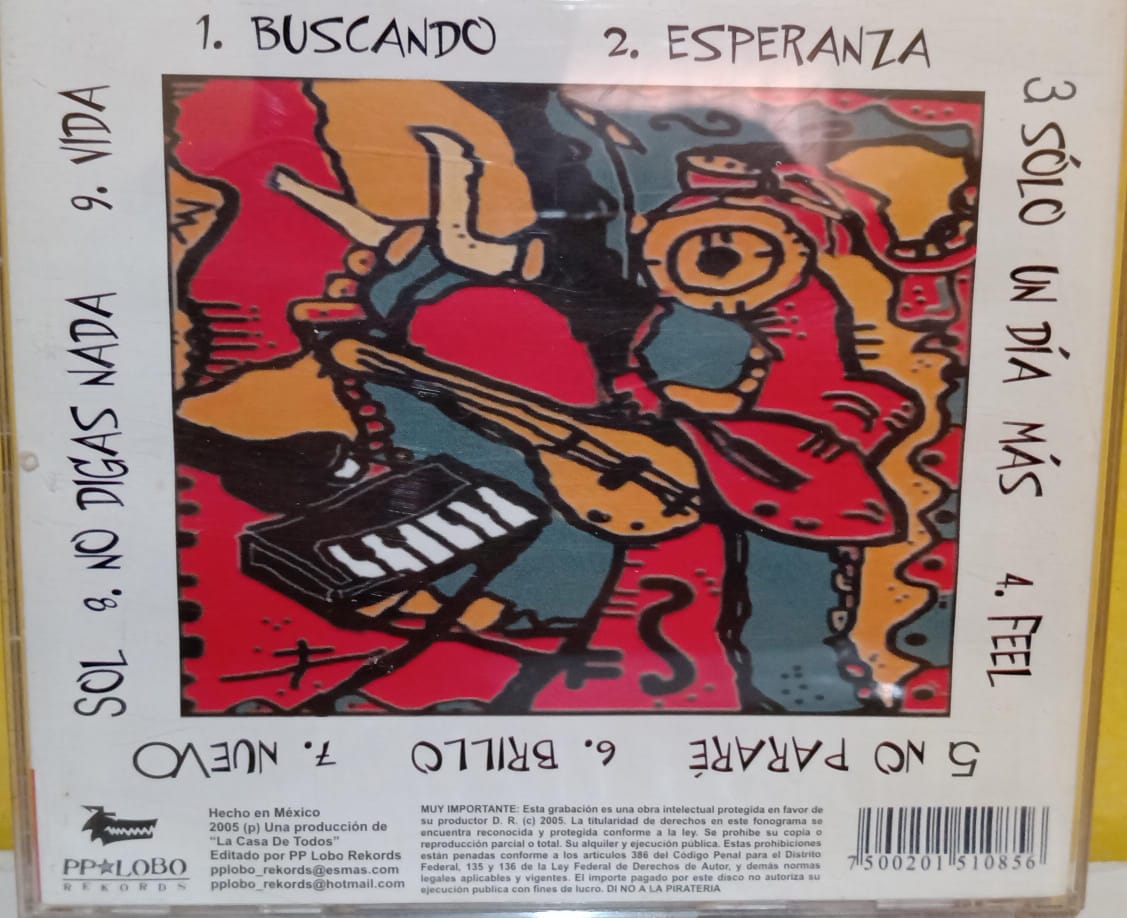 1. BUSCANDO
2. ESPERANZA
3 SÓLO UN DÍA MÁS
4. FEEL
5. NO PARARÉ
6. BRILLO
7. NUEVO
SOL
8. NO DIGAS NADA
9. VIDA
PP★LOBO
REKORDS
Hecho en México
2005 (p) Una producción de
“La Casa De Todos”
Editado por PP Lobo Rekords
pplobo_rekords@esmas.com
pplobo_rekords@hotmail.com
MUY IMPORTANTE: Esta grabación es una obra intelectual protegida en favor de
su productor D. R. (c) 2005. La titularidad de derechos en este fonograma se
encuentra reconocida y protegida conforme a la ley. Se prohíbe su copia o
reproducción parcial o total. Su alquiler y ejecución pública. Estas prohibiciones
están penadas conforme a los artículos 386 del Código Penal para el Distrito
Federal, 135 y 136 de la Ley Federal de Derechos de Autor, y demás normas
legales aplicables y vigentes. El importe pagado por este disco no autoriza su
ejecución publica con fines de lucro. DI NO A LA PIRATERIA
7 500201 510856